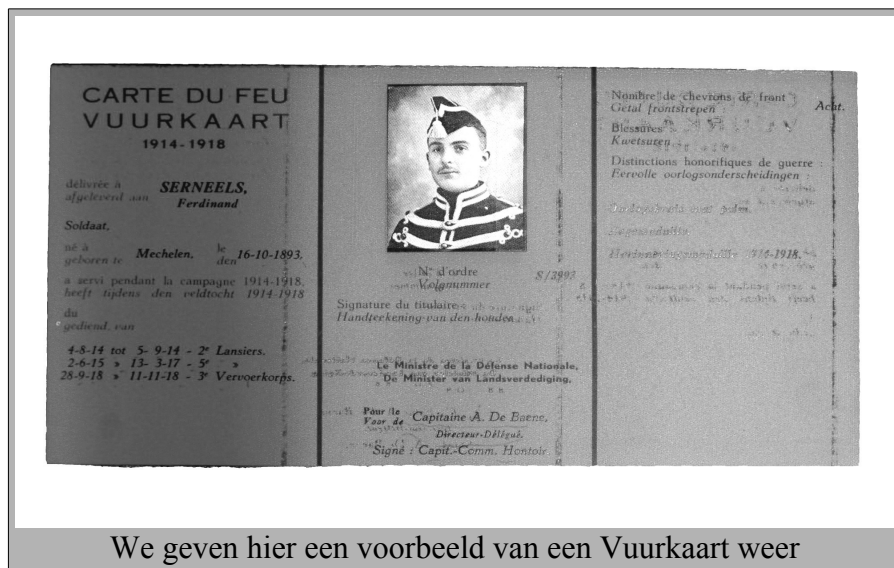 CARTE DU FEU
VUURKAART
1914-1918
délivrée à
afgeleverd aan
SERNEELS,
Ferdinand
Soldaat,
né à
geboren te
Mechelen,
le
den 16-10-1893.
a servi pendant la campagne 1914-1918,
heeft tijdens den veldtocht 1914-1918
du
gediend, van
4-8-14 tot 5- 9-14 - 2e Lansiers.
2-6-15 » 13- 3-17 - 5e »
28-9-18 » 11-11-18 - 3e Vervoerkorps.
N° d'ordre
Volgnummer
S/3993
Signature du titulaire
Handteekening van den houder
Le Ministre de la Défense Nationale,
De Minister van Landsverdediging,
Pour le
Voor de
Capitaine A. De Baene,
Directeur-Délégué.
Signé : Capit.-Comm. Hontoir
Nombre de chevrons de front :
Getal frontstrepen :
Acht.
Blessures :
Kwetsuren :
Distinctions honorifiques de guerre :
Eervolle oorlogsonderscheidingen :
1914-1918.
We geven hier een voorbeeld van een Vuurkaart weer